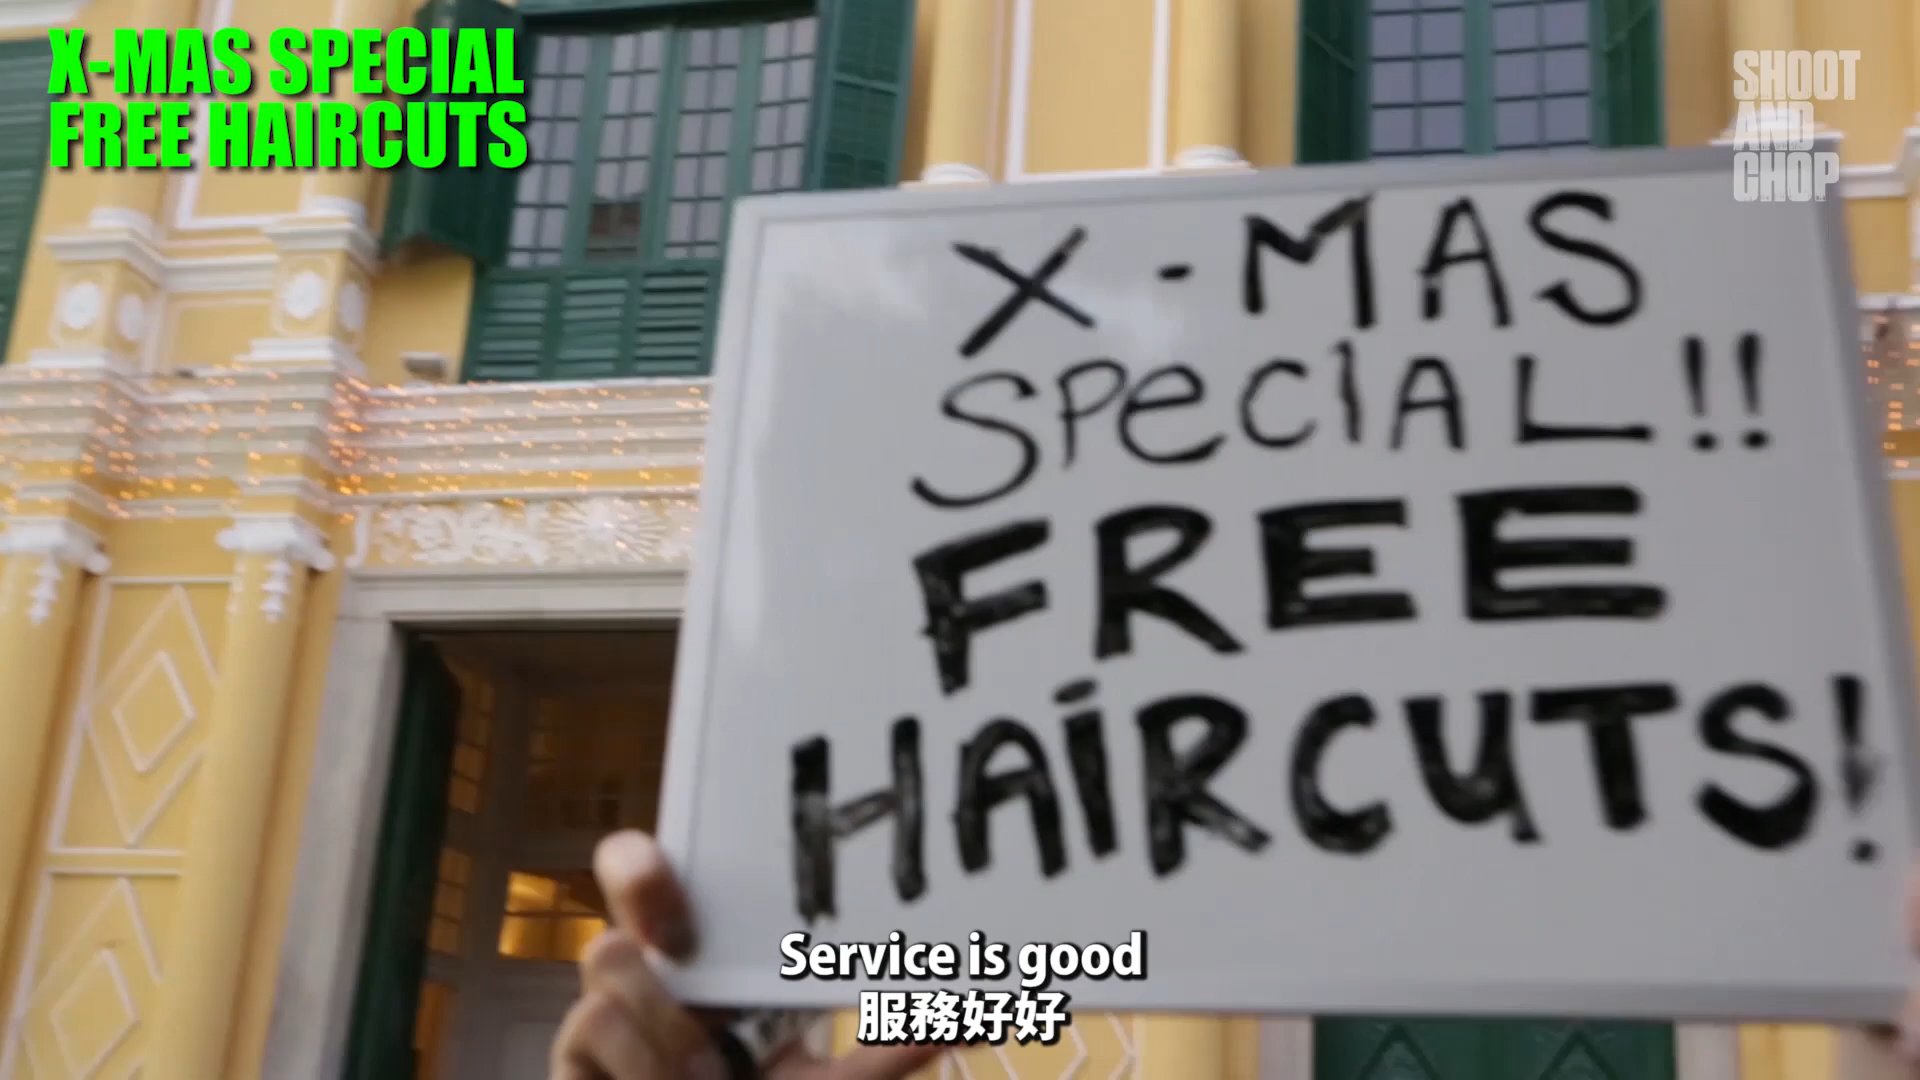 X-MAS SPECIAL
FREE HAIRCUTS
SHOOT
AND
CHOP
X-MAS
SPeCIAL!!
FREE
HAiRCUTS!
Service is good
服務好好